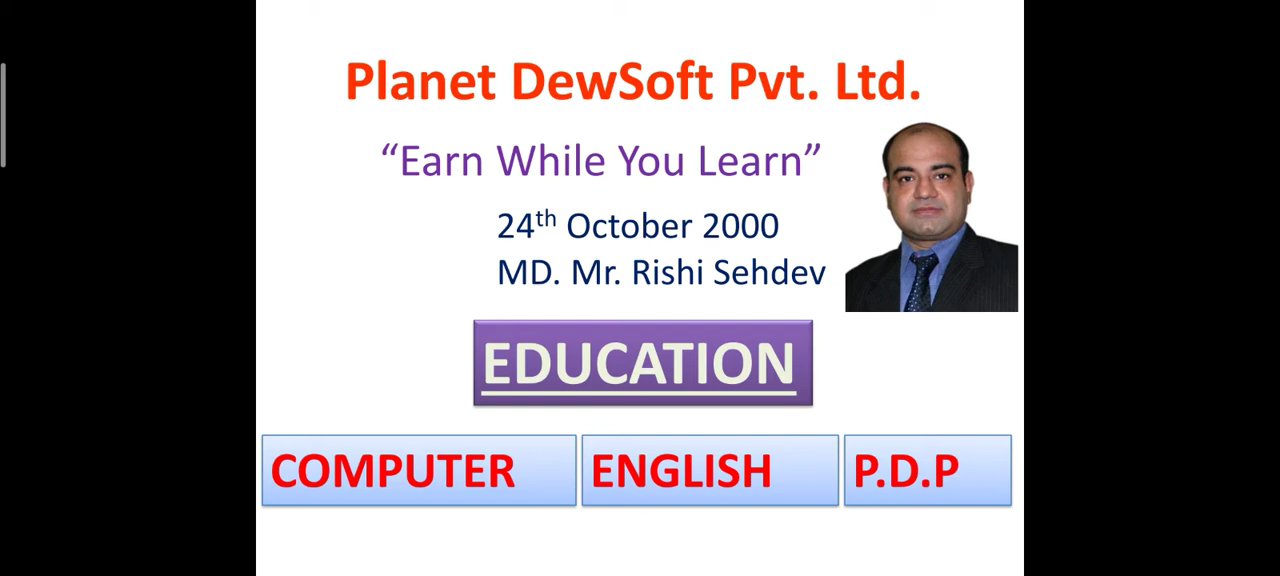 Planet DewSoft Pvt. Ltd.
“Earn While You Learn”
24th October 2000
MD. Mr. Rishi Sehdev
EDUCATION
COMPUTER ENGLISH P.D.P